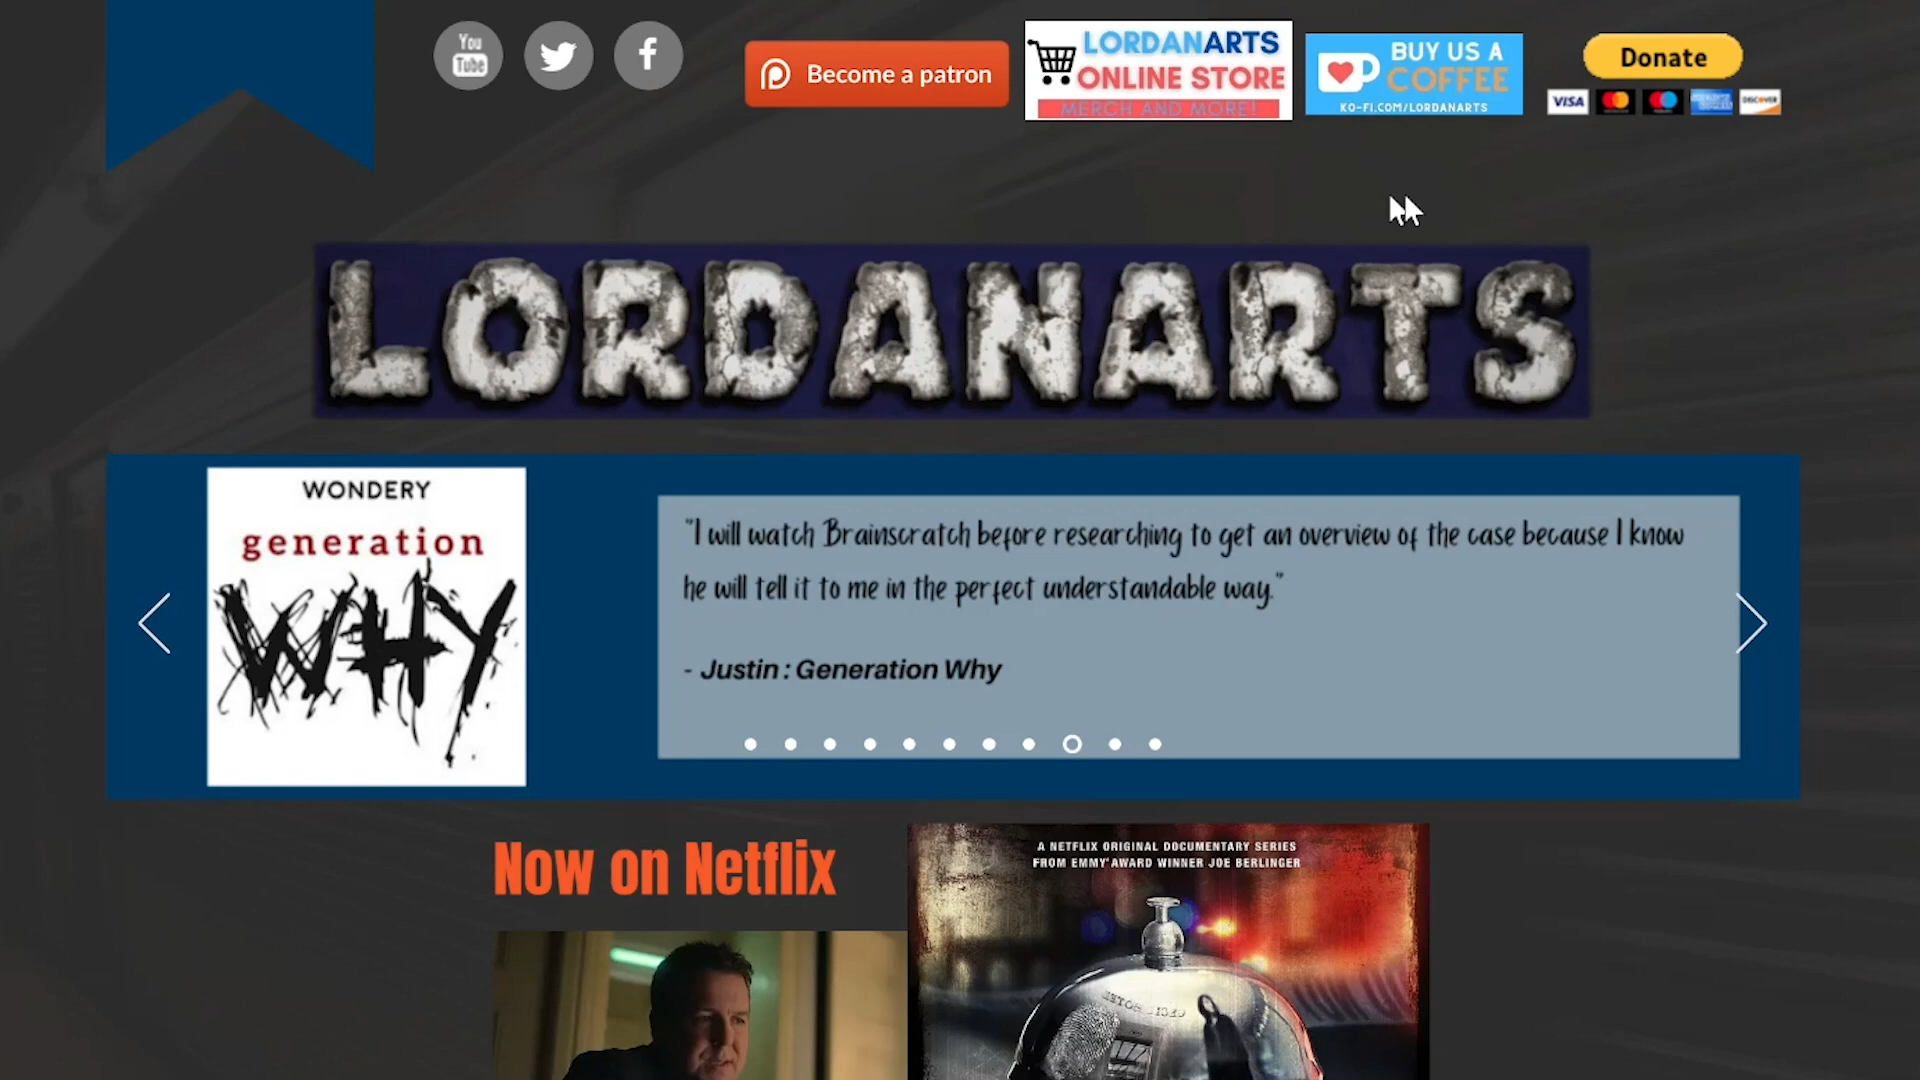 You
Tube
Become a patron
LORDANARTS
ONLINE STORE
MERCH AND MORE!
BUY US A
COFFEE
KO-FI.COM/LORDANARTS
Donate
VISA
DISCOVER
LORDANARTS
WONDERY
generation
WHY
"I will watch Brainscratch before researching to get an overview of the case because I know
he will tell it to me in the perfect understandable way."
- Justin : Generation Why
Now on Netflix
A NETFLIX ORIGINAL DOCUMENTARY SERIES
FROM EMMY® AWARD WINNER JOE BERLINGER